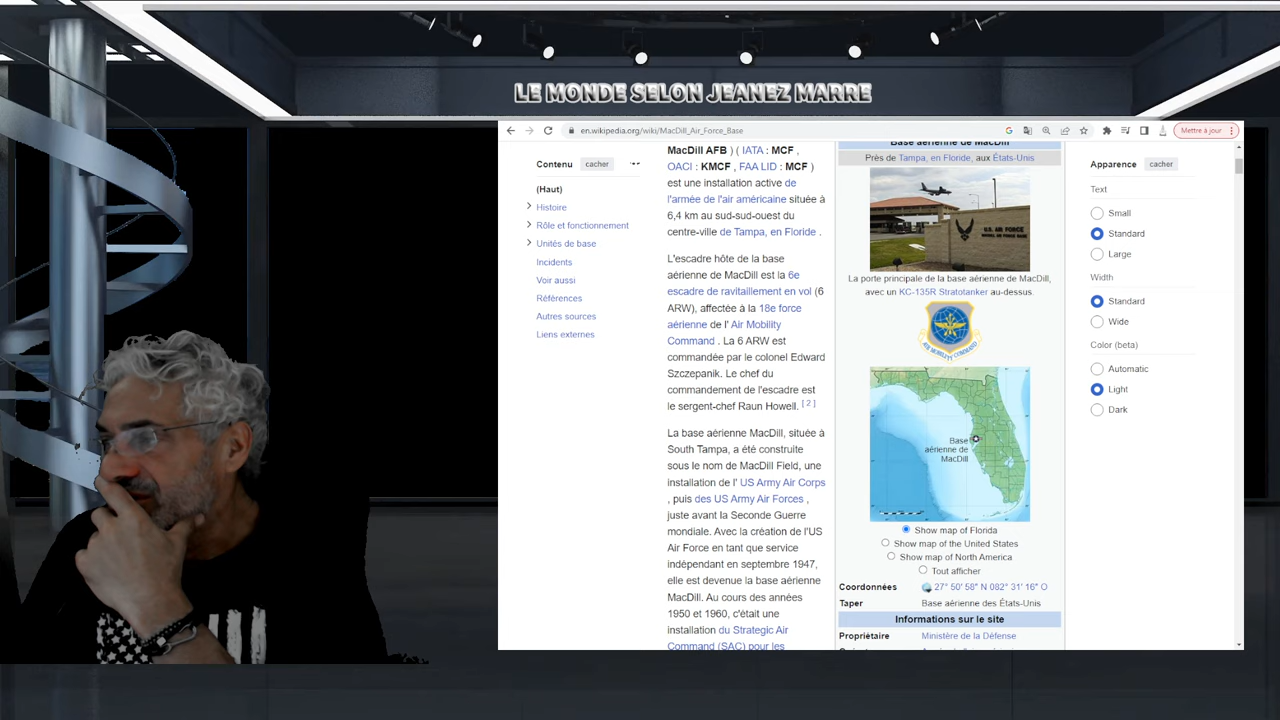 LE MONDE SELON JEANEZ MARRE
en.wikipedia.org/wiki/MacDill_Air_Force_Base
Mettre à jour
Contenu cacher
(Haut)
Histoire
Rôle et fonctionnement
Unités de base
Incidents
Voir aussi
Références
Autres sources
Liens externes
MacDill AFB ) ( IATA : MCF ,
OACI : KMCF , FAA LID : MCF )
est une installation active de
l'armée de l'air américaine située à
6,4 km au sud-sud-ouest du
centre-ville de Tampa, en Floride .
L'escadre hôte de la base
aérienne de MacDill est la 6e
escadre de ravitaillement en vol (6
ARW), affectée à la 18e force
aérienne de l' Air Mobility
Command . La 6 ARW est
commandée par le colonel Edward
Szczepanik. Le chef du
commandement de l'escadre est
le sergent-chef Raun Howell. [ 2 ]
La base aérienne MacDill, située à
South Tampa, a été construite
sous le nom de MacDill Field, une
installation de l' US Army Air Corps
, puis des US Army Air Forces ,
juste avant la Seconde Guerre
mondiale. Avec la création de l'US
Air Force en tant que service
indépendant en septembre 1947,
elle est devenue la base aérienne
MacDill. Au cours des années
1950 et 1960, c'était une
installation du Strategic Air
Command (SAC) pour les
Base aérienne de MacDill
Près de Tampa, en Floride, aux États-Unis
U.S. AIR FORCE
La porte principale de la base aérienne de MacDill,
avec un KC-135R Stratotanker au-dessus.
AIR MOBILITY COMMAND
Base
aérienne de
MacDill
Show map of Florida
Show map of the United States
Show map of North America
Tout afficher
Coordonnées 27° 50′ 58″ N 082° 31′ 16″ O
Taper Base aérienne des États-Unis
Informations sur le site
Propriétaire Ministère de la Défense
Apparence cacher
Text
Small
Standard
Large
Width
Standard
Wide
Color (beta)
Automatic
Light
Dark